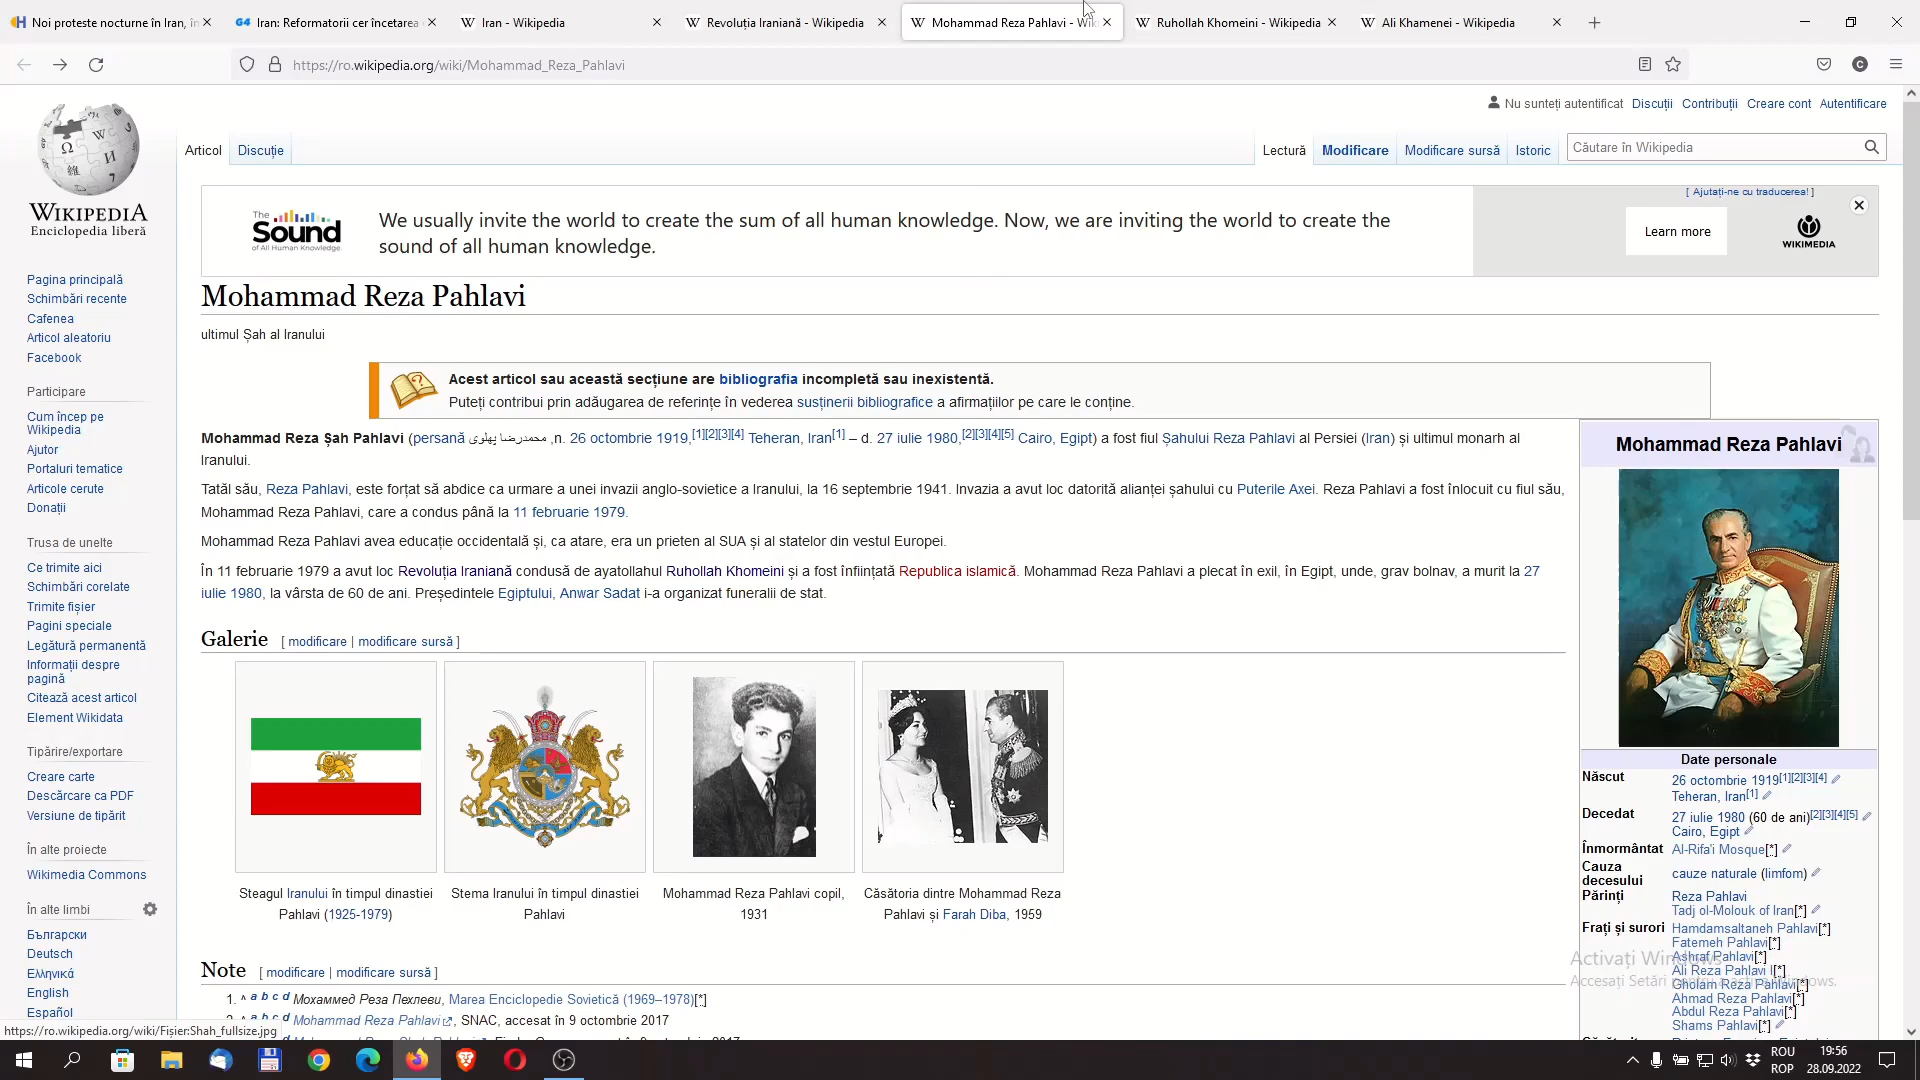 Noi proteste nocturne în Iran, în
Iran: Reformatorii cer încetarea
Iran - Wikipedia
Revoluția Iraniană - Wikipedia
Mohammad Reza Pahlavi - Wiki
Ruhollah Khomeini - Wikipedia
Ali Khamenei - Wikipedia
https://ro.wikipedia.org/wiki/Mohammad_Reza_Pahlavi
Nu sunteți autentificat Discuții Contribuții Creare cont Autentificare
Articol Discuție Lectură Modificare Modificare sursă Istoric Căutare în Wikipedia
WIKIPEDIA
Enciclopedia liberă
Pagina principală
Schimbări recente
Cafenea
Articol aleatoriu
Facebook
Participare
Cum încep pe
Wikipedia
Ajutor
Portaluri tematice
Articole cerute
Donații
Trusa de unelte
Ce trimite aici
Schimbări corelate
Trimite fișier
Pagini speciale
Legătură permanentă
Informații despre
pagină
Citează acest articol
Element Wikidata
Tipărire/exportare
Creare carte
Descărcare ca PDF
Versiune de tipărit
În alte proiecte
Wikimedia Commons
În alte limbi
Български
Deutsch
Ελληνικά
English
Español
[ Ajutați-ne cu traducerea! ]
The
Sound
of All Human Knowledge.
We usually invite the world to create the sum of all human knowledge. Now, we are inviting the world to create the
sound of all human knowledge.
Learn more
WIKIMEDIA
Mohammad Reza Pahlavi
ultimul Șah al Iranului
Acest articol sau această secțiune are bibliografia incompletă sau inexistentă.
Puteți contribui prin adăugarea de referințe în vederea susținerii bibliografice a afirmațiilor pe care le conține.
Mohammad Reza Șah Pahlavi (persană محمدرضا پهلوی ,n. 26 octombrie 1919,[1][2][3][4] Teheran, Iran[1] – d. 27 iulie 1980,[2][3][4][5] Cairo, Egipt) a fost fiul Șahului Reza Pahlavi al Persiei (Iran) și ultimul monarh al
Iranului.
Tatăl său, Reza Pahlavi, este forțat să abdice ca urmare a unei invazii anglo-sovietice a Iranului, la 16 septembrie 1941. Invazia a avut loc datorită alianței șahului cu Puterile Axei. Reza Pahlavi a fost înlocuit cu fiul său,
Mohammad Reza Pahlavi, care a condus până la 11 februarie 1979.
Mohammad Reza Pahlavi avea educație occidentală și, ca atare, era un prieten al SUA și al statelor din vestul Europei.
În 11 februarie 1979 a avut loc Revoluția Iraniană condusă de ayatollahul Ruhollah Khomeini și a fost înființată Republica islamică. Mohammad Reza Pahlavi a plecat în exil, în Egipt, unde, grav bolnav, a murit la 27
iulie 1980, la vârsta de 60 de ani. Președintele Egiptului, Anwar Sadat i-a organizat funeralii de stat.
Galerie [ modificare | modificare sursă ]
Steagul Iranului în timpul dinastiei
Pahlavi (1925-1979)
Stema Iranului în timpul dinastiei
Pahlavi
Mohammad Reza Pahlavi copil,
1931
Căsătoria dintre Mohammad Reza
Pahlavi și Farah Diba, 1959
Note [ modificare | modificare sursă ]
1. ^ a b c d Мохаммед Реза Пехлеви, Marea Enciclopedie Sovietică (1969–1978)[*]
2. ^ a b c d Mohammad Reza Pahlavi, SNAC, accesat în 9 octombrie 2017
Mohammad Reza Pahlavi
Date personale
Născut 26 octombrie 1919[1][2][3][4]
Teheran, Iran[1]
Decedat 27 iulie 1980 (60 de ani)[2][3][4][5]
Cairo, Egipt
Înmormântat Al-Rifa'i Mosque[*]
Cauza
decesului cauze naturale (limfom)
Părinți Reza Pahlavi
Tadj ol-Molouk of Iran[*]
Frați și surori Hamdamsaltaneh Pahlavi[*]
Fatemeh Pahlavi[*]
Ashraf Pahlavi[*]
Ali Reza Pahlavi I[*]
Gholam Reza Pahlavi[*]
Ahmad Reza Pahlavi[*]
Abdul Reza Pahlavi[*]
Shams Pahlavi[*]
Activați Windows
https://ro.wikipedia.org/wiki/Fișier:Shah_fullsize.jpg
ROU
ROP
19:56
28.09.2022